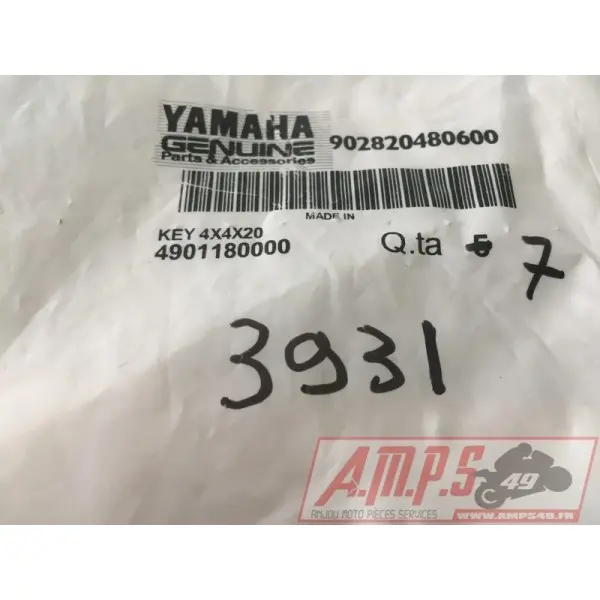 YAMAHA
GENUINE
Parts & Accessories
902820480600
MADE IN
KEY 4X4X20
4901180000
Q.ta 5 7
3931
A.M.P.S
49
ANJOU MOTO PIECES SERVICES
WWW.AMPS49.FR